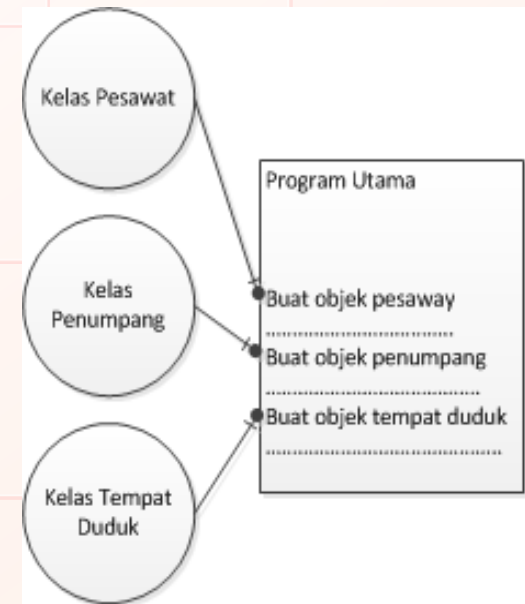 Kelas Pesawat
Kelas
Penumpang
Kelas Tempat
Duduk
Program Utama
Buat objek pesaway
.....................................
Buat objek penumpang
..........................................
Buat objek tempat duduk
..............................................